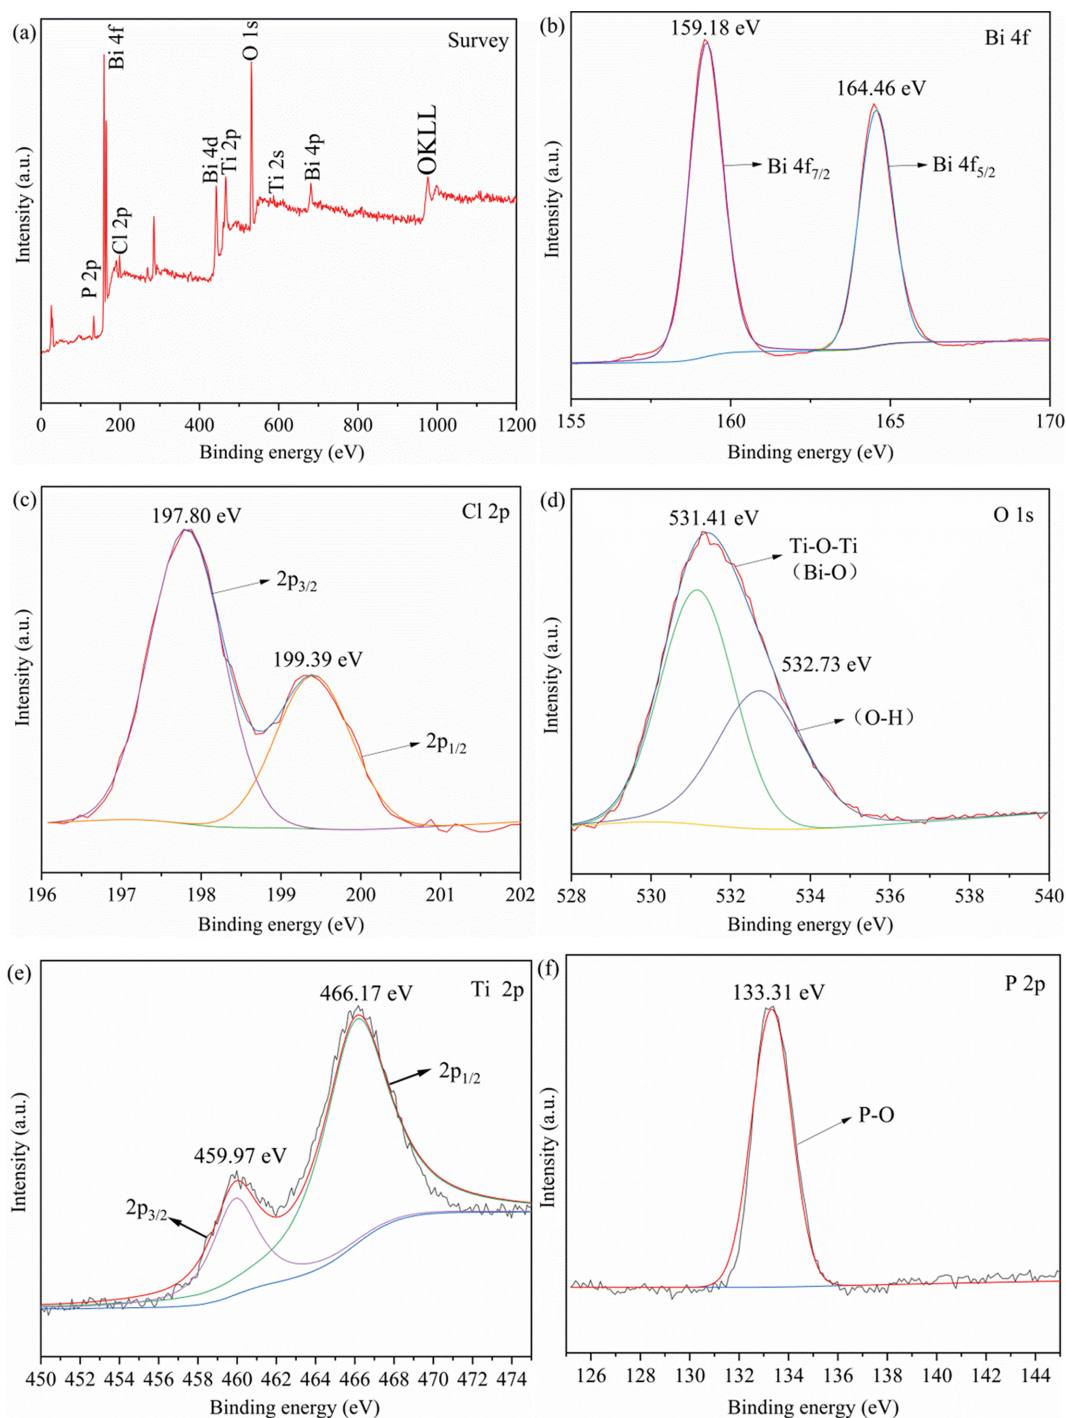 (a)
Survey
Bi 4f
O 1s
P 2p
Cl 2p
Bi 4d
Ti 2p
Ti 2s
Bi 4p
OKLL
Intensity (a.u.)
0 200 400 600 800 1000 1200
Binding energy (eV)
(b)
159.18 eV
Bi 4f
164.46 eV
Bi 4f7/2
Bi 4f5/2
Intensity (a.u.)
155 160 165 170
Binding energy (eV)
(c)
197.80 eV
Cl 2p
2p3/2
199.39 eV
2p1/2
Intensity (a.u.)
196 197 198 199 200 201 202
Binding energy (eV)
(d)
531.41 eV
O 1s
Ti-O-Ti
（Bi-O）
532.73 eV
（O-H）
Intensity (a.u.)
528 530 532 534 536 538 540
Binding energy (eV)
(e)
466.17 eV
Ti 2p
2p1/2
459.97 eV
2p3/2
Intensity (a.u.)
450 452 454 456 458 460 462 464 466 468 470 472 474
Binding energy (eV)
(f)
133.31 eV
P 2p
P-O
Intensity (a.u.)
126 128 130 132 134 136 138 140 142 144
Binding energy (eV)